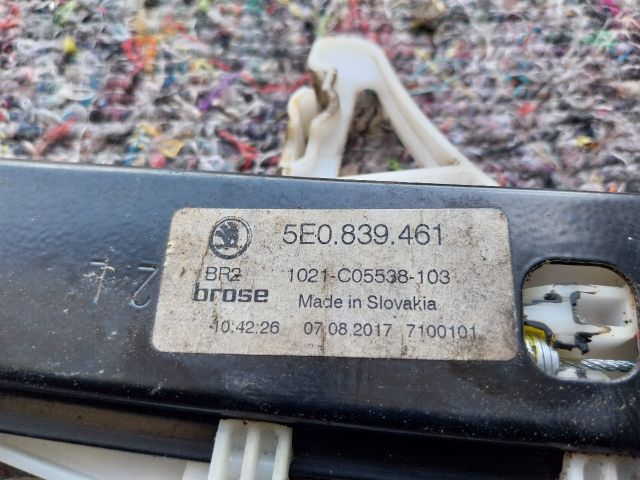 5E0.839.461
BR2 1021-C05538-103
brose Made in Slovakia
10.42.26 07.08.2017 7100101